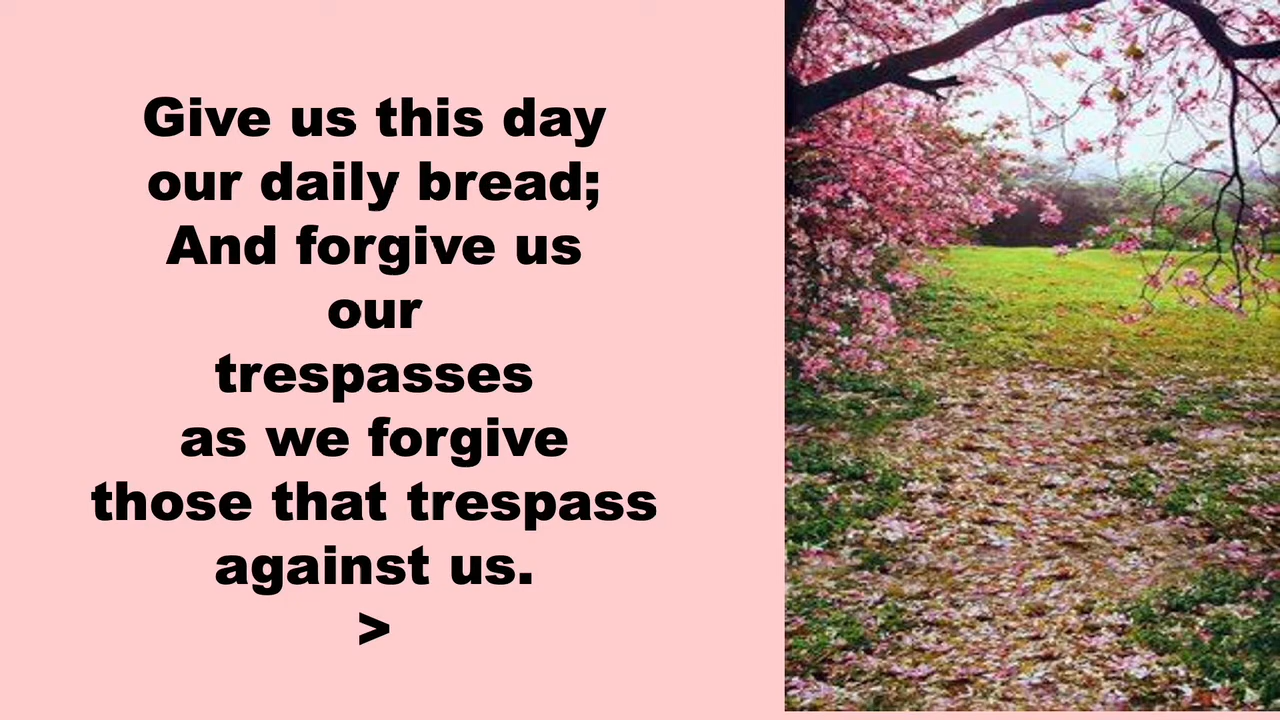 Give us this day
our daily bread;
And forgive us
our
trespasses
as we forgive
those that trespass
against us.
>